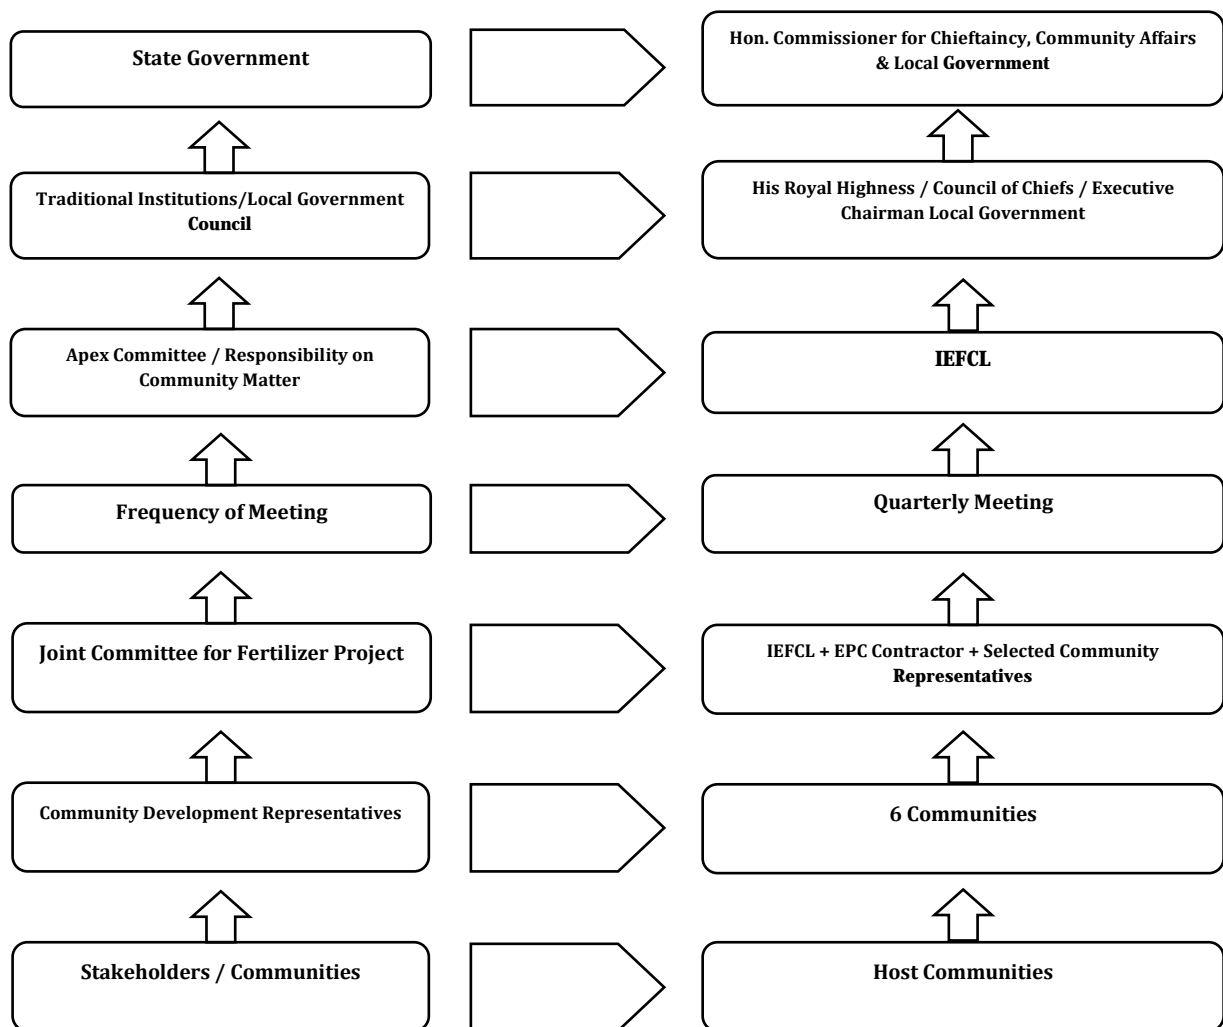 State Government
Hon. Commissioner for Chieftaincy, Community Affairs
& Local Government
Traditional Institutions/Local Government
Council
His Royal Highness / Council of Chiefs / Executive
Chairman Local Government
Apex Committee / Responsibility on
Community Matter
IEFCL
Frequency of Meeting
Quarterly Meeting
Joint Committee for Fertilizer Project
IEFCL + EPC Contractor + Selected Community
Representatives
Community Development Representatives
6 Communities
Stakeholders / Communities
Host Communities